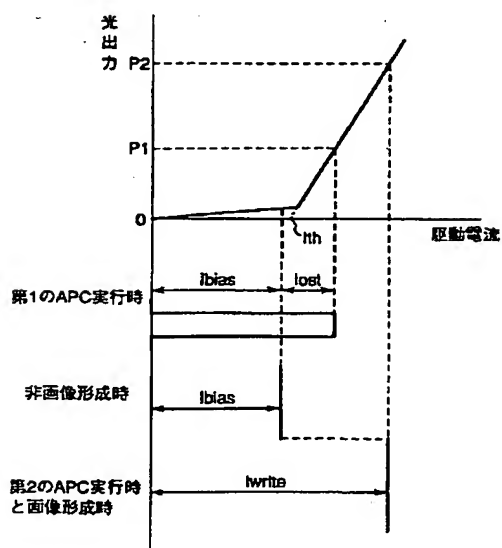 光出力
P2
P1
0
Ith
駆動電流
Ibias
Iost
第1のAPC実行時
非画像形成時
Ibias
第2のAPC実行時
と画像形成時
Iwrite